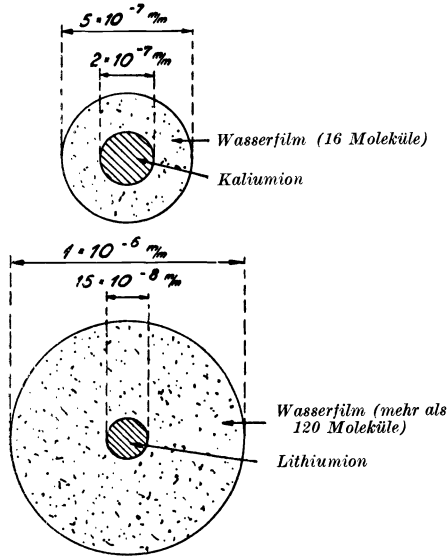 5·10⁻⁷ m/m
2·10⁻⁷ m/m
Wasserfilm (16 Moleküle)
Kaliumion
1·10⁻⁶ m/m
15·10⁻⁸ m/m
Wasserfilm (mehr als
120 Moleküle)
Lithiumion